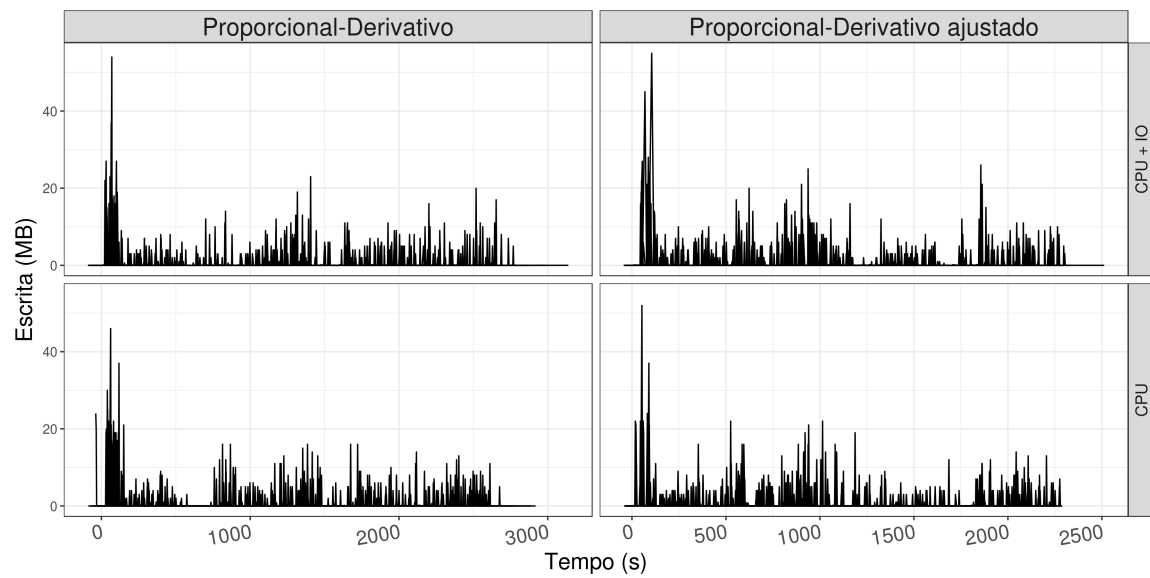 Proporcional-Derivativo
Proporcional-Derivativo ajustado
Escrita (MB)
40
20
0
CPU + IO
40
20
0
CPU
0
1000
2000
3000
0
500
1000
1500
2000
2500
Tempo (s)